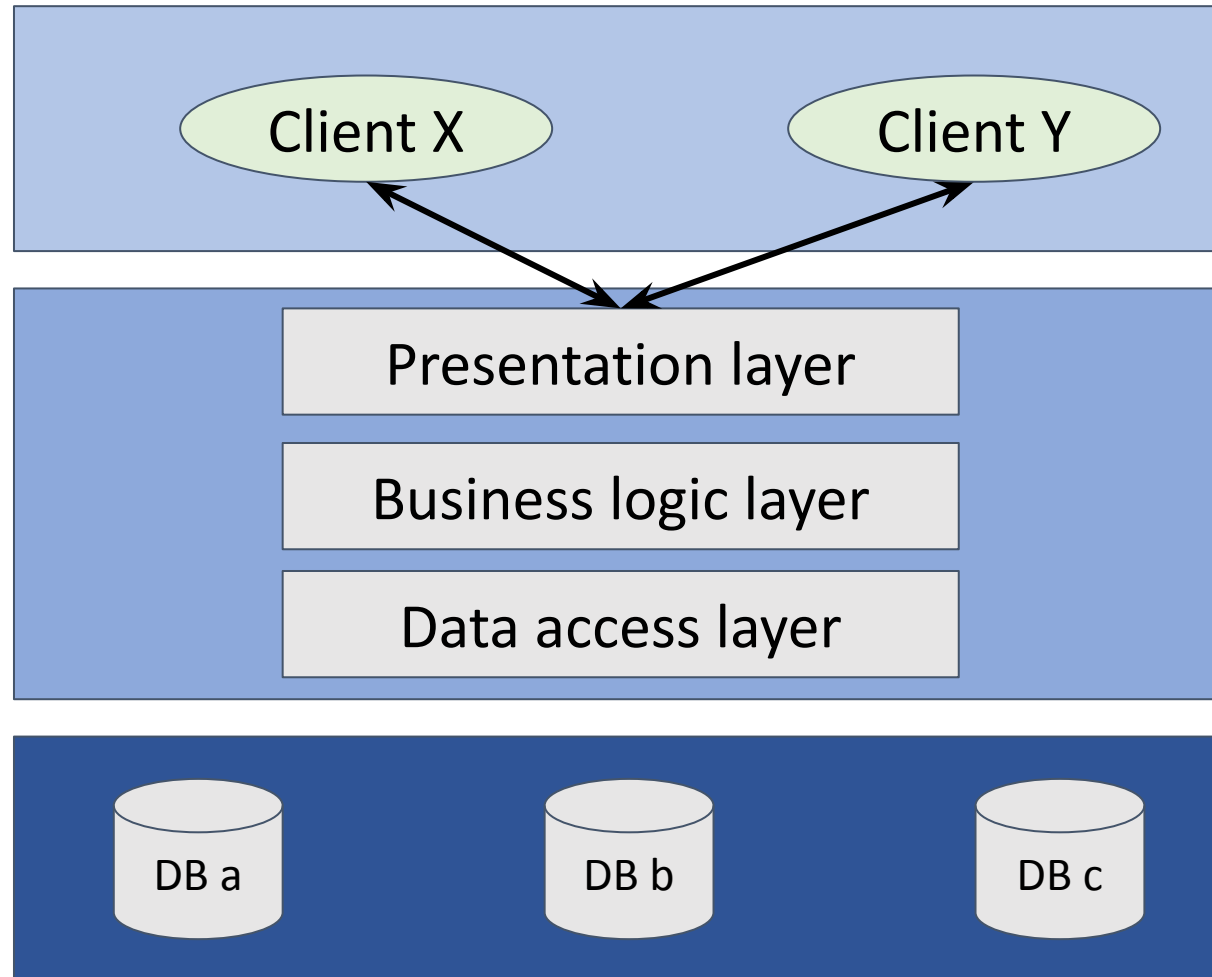 Client X
Client Y
Presentation layer
Business logic layer
Data access layer
DB a
DB b
DB c